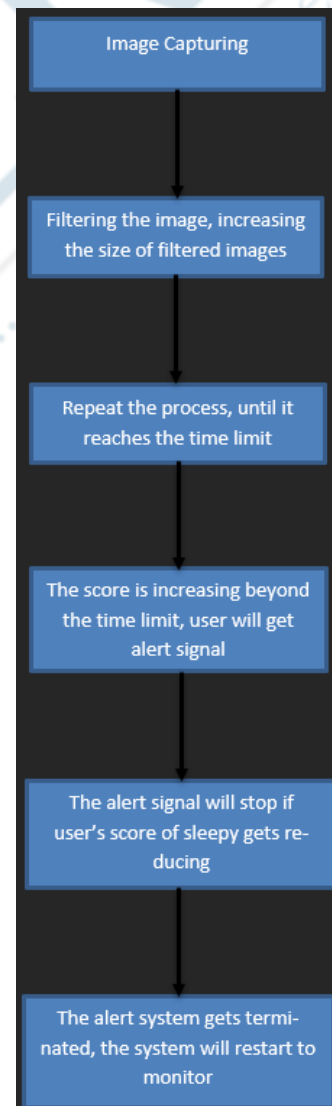 Image Capturing
Filtering the image, increasing
the size of filtered images
Repeat the process, until it
reaches the time limit
The score is increasing beyond
the time limit, user will get
alert signal
The alert signal will stop if
user's score of sleepy gets re-
ducing
The alert system gets termi-
nated, the system will restart to
monitor